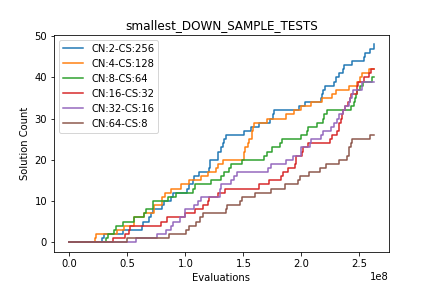 smallest_DOWN_SAMPLE_TESTS
50
40
30
20
10
0
Solution Count
CN:2-CS:256
CN:4-CS:128
CN:8-CS:64
CN:16-CS:32
CN:32-CS:16
CN:64-CS:8
0.0 0.5 1.0 1.5 2.0 2.5
1e8
Evaluations